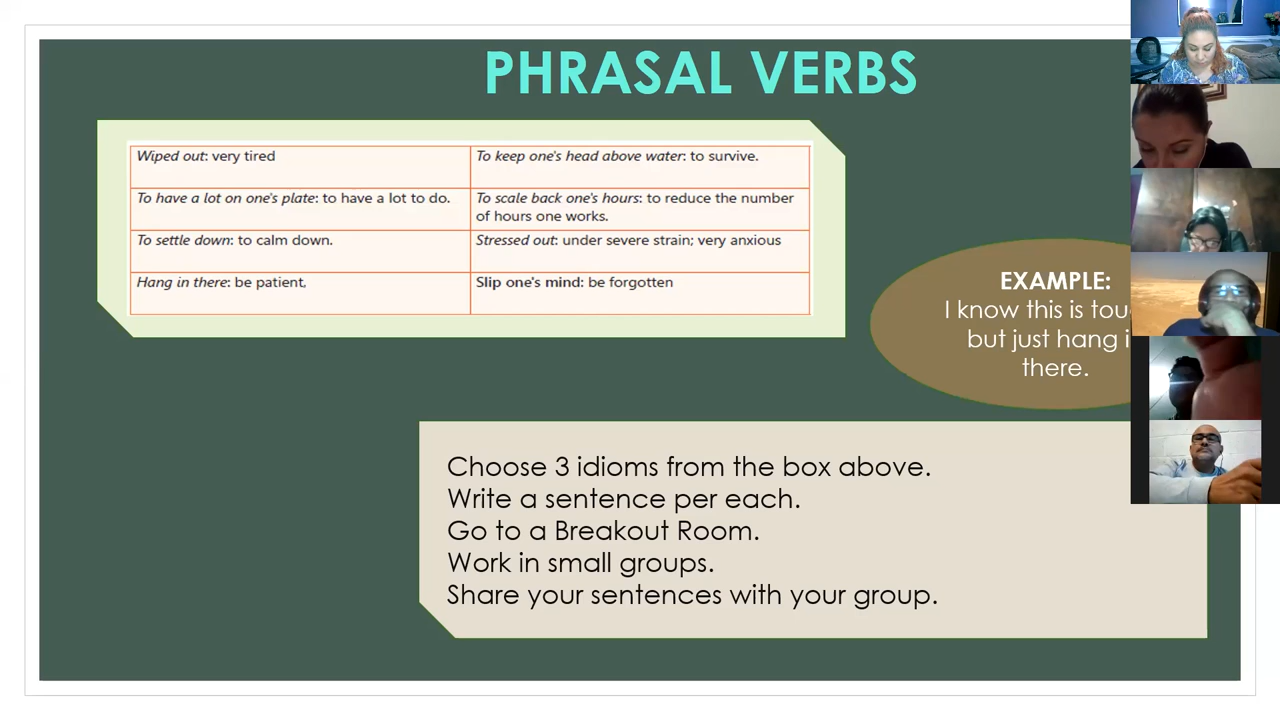 PHRASAL VERBS
Wiped out: very tired
To keep one's head above water: to survive.
To have a lot on one's plate: to have a lot to do.
To scale back one's hours: to reduce the number
of hours one works.
To settle down: to calm down.
Stressed out: under severe strain; very anxious
Hang in there: be patient.
Slip one's mind: be forgotten
EXAMPLE:
I know this is
but just hang
there.
Choose 3 idioms from the box above.
Write a sentence per each.
Go to a Breakout Room.
Work in small groups.
Share your sentences with your group.